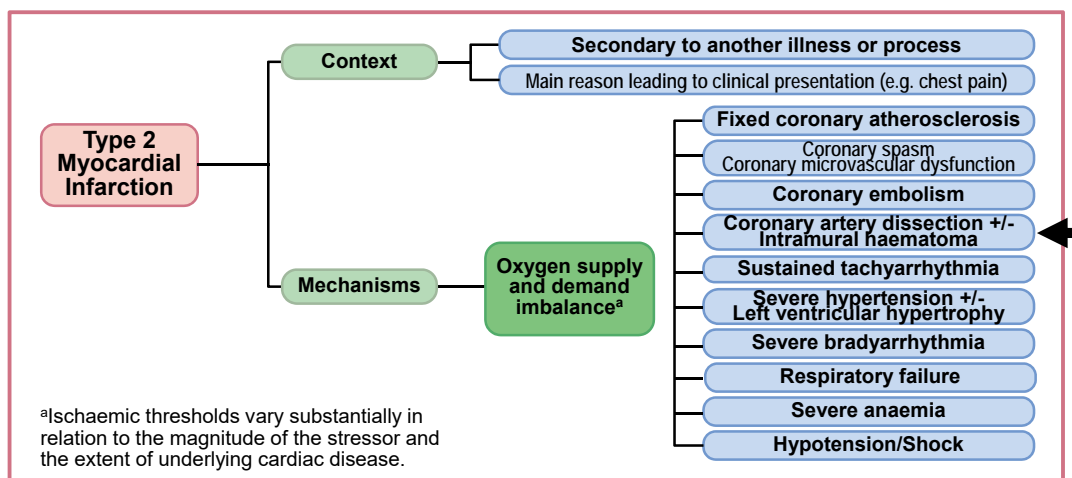 Context
Secondary to another illness or process
Main reason leading to clinical presentation (e.g. chest pain)
Type 2
Myocardial
Infarction
Mechanisms
Oxygen supply
and demand
imbalanceᵃ
Fixed coronary atherosclerosis
Coronary spasm
Coronary microvascular dysfunction
Coronary embolism
Coronary artery dissection +/-
Intramural haematoma
Sustained tachyarrhythmia
Severe hypertension +/-
Left ventricular hypertrophy
Severe bradyarrhythmia
Respiratory failure
Severe anaemia
Hypotension/Shock
ᵃIschaemic thresholds vary substantially in
relation to the magnitude of the stressor and
the extent of underlying cardiac disease.